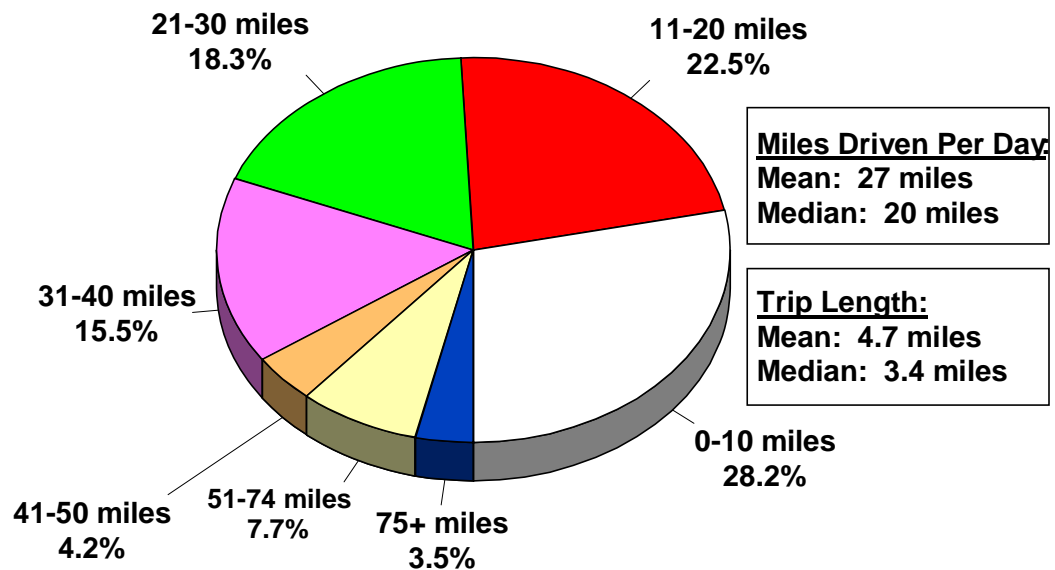 21-30 miles
18.3%
11-20 miles
22.5%
Miles Driven Per Day:
Mean: 27 miles
Median: 20 miles
Trip Length:
Mean: 4.7 miles
Median: 3.4 miles
31-40 miles
15.5%
0-10 miles
28.2%
41-50 miles
4.2%
51-74 miles
7.7%
75+ miles
3.5%